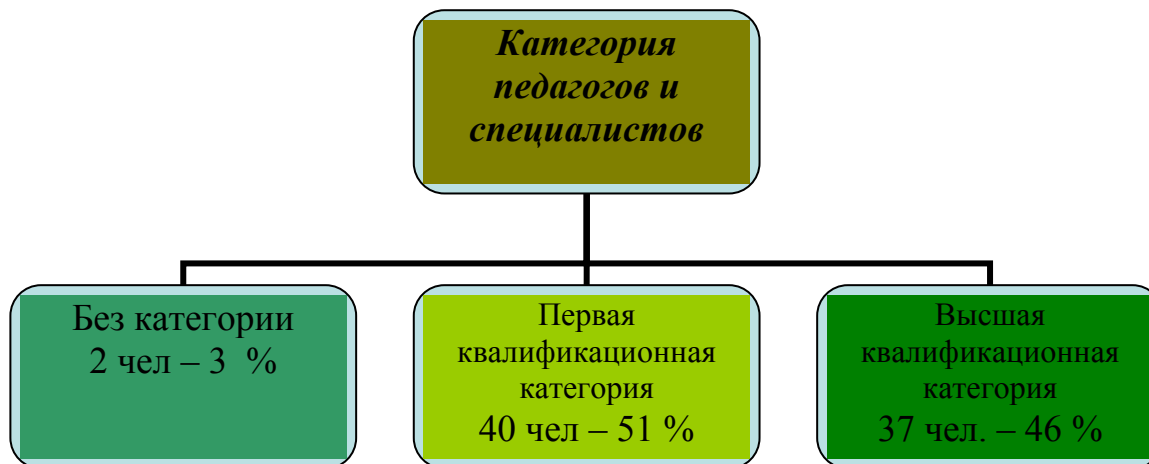 Категория
педагогов и
специалистов
Без категории
2 чел – 3 %
Первая
квалификационная
категория
40 чел – 51 %
Высшая
квалификационная
категория
37 чел. – 46 %